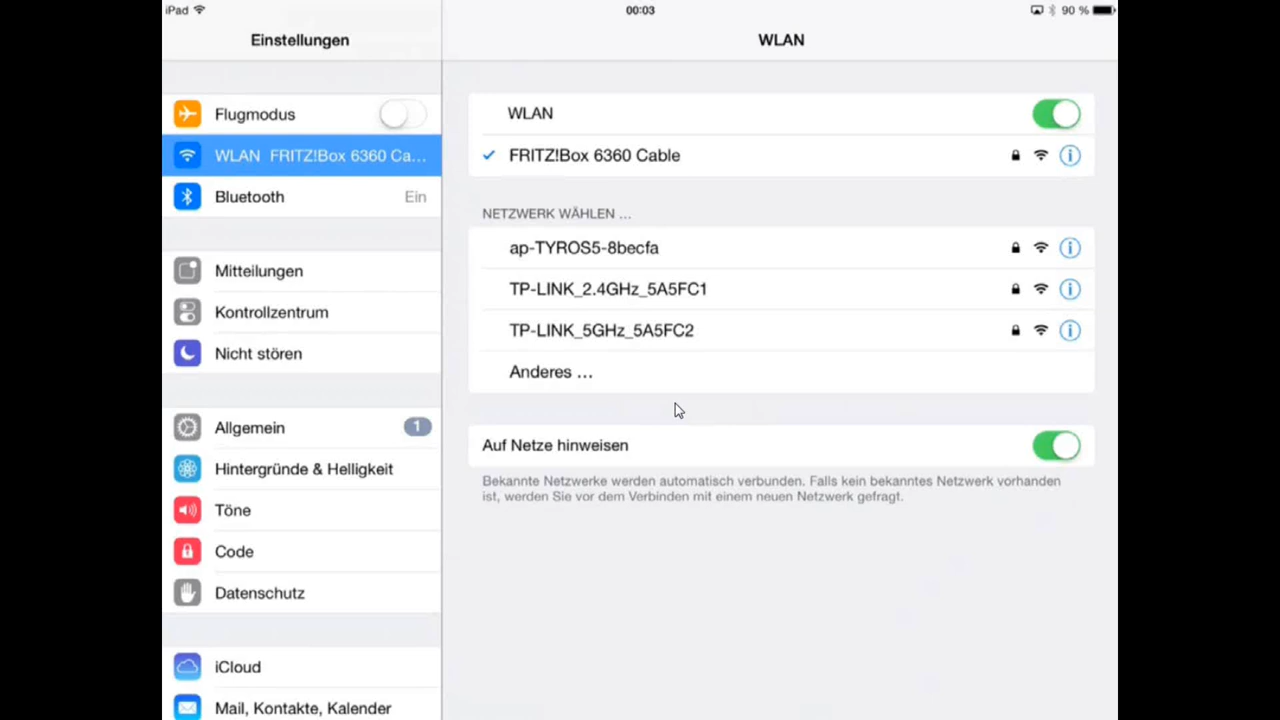 iPad
00:03
90 %
Einstellungen
WLAN
Flugmodus
WLAN FRITZ!Box 6360 Ca...
Bluetooth Ein
Mitteilungen
Kontrollzentrum
Nicht stören
Allgemein 1
Hintergründe & Helligkeit
Töne
Code
Datenschutz
iCloud
Mail, Kontakte, Kalender
WLAN
FRITZ!Box 6360 Cable
NETZWERK WÄHLEN ...
ap-TYROS5-8becfa
TP-LINK_2.4GHz_5A5FC1
TP-LINK_5GHz_5A5FC2
Anderes ...
Auf Netze hinweisen
Bekannte Netzwerke werden automatisch verbunden. Falls kein bekanntes Netzwerk vorhanden
ist, werden Sie vor dem Verbinden mit einem neuen Netzwerk gefragt.